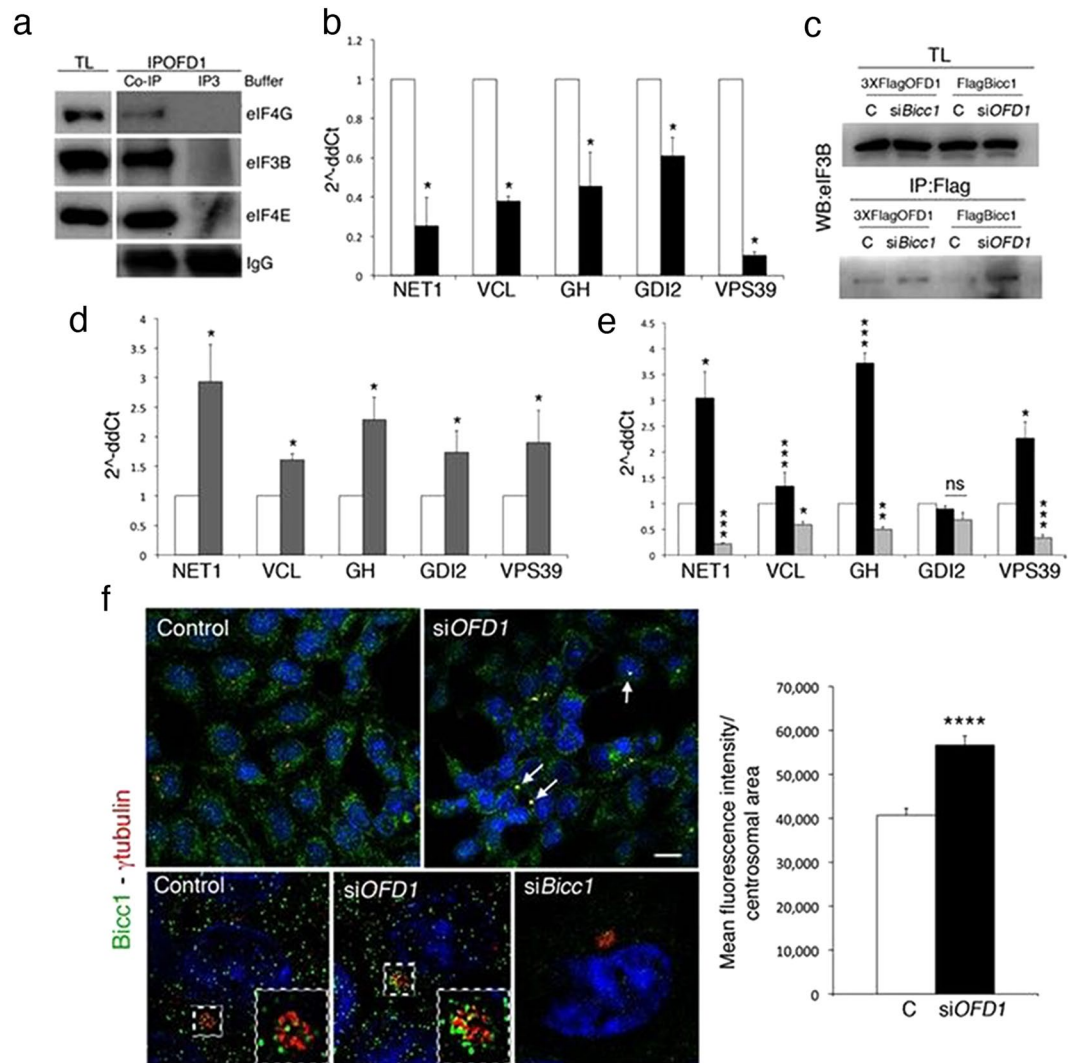 a
TL
IPOFD1
Co-IP IP3 Buffer
eIF4G
eIF3B
eIF4E
IgG
b
2^-ddCt
1.2
1
0.8
0.6
0.4
0.2
0
* * * * *
NET1 VCL GH GDI2 VPS39
c
TL
3XFlagOFD1 FlagBicc1
C siBicc1 C siOFD1
WB:eIF3B
IP:Flag
3XFlagOFD1 FlagBicc1
C siBicc1 C siOFD1
d
2^-ddCt
4
3.5
3
2.5
2
1.5
1
0.5
0
* * * * *
NET1 VCL GH GDI2 VPS39
e
2^-ddCt
4.5
4
3.5
3
2.5
2
1.5
1
0.5
0
* *** *** * *** ** ns * ***
NET1 VCL GH GDI2 VPS39
f
Bicc1 - γtubulin
Control
siOFD1
Control
siOFD1
siBicc1
Mean fluorescence intensity/
centrosomal area
70,000
60,000
50,000
40,000
30,000
20,000
10,000
0
****
C siOFD1